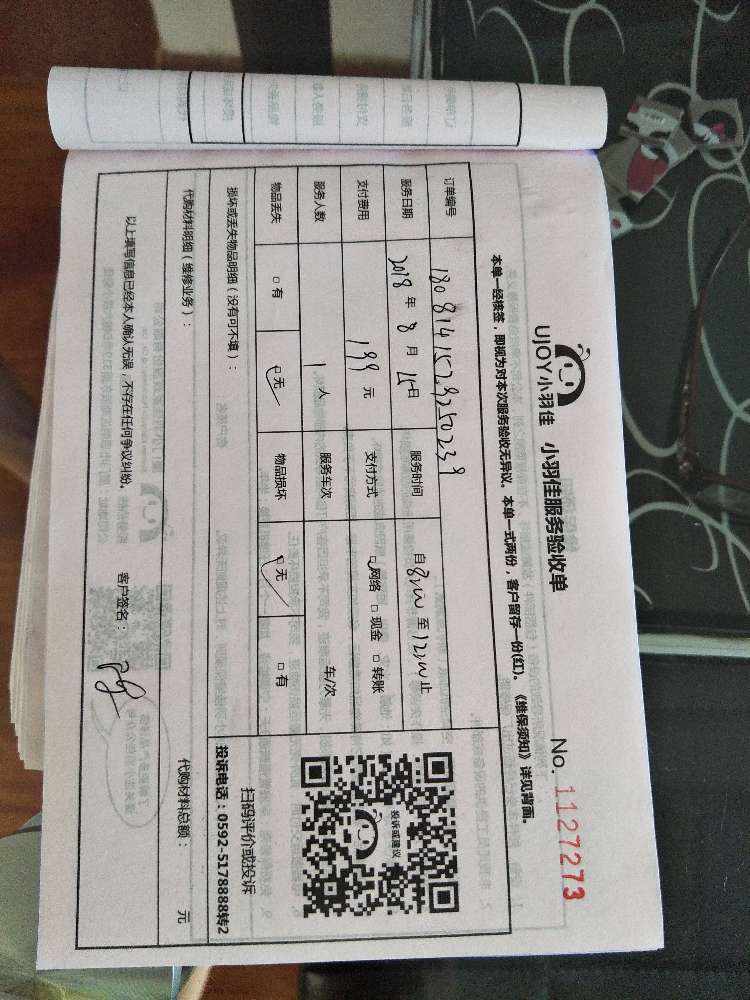 UJOY小羽佳 小羽佳服务验收单 No. 1127273
本单一经核签，即视为对本次服务验收无异议。本单一式两份，客户留存一份(红)。《维保须知》详见背面。
订单编号
服务日期 2018 年 8 月 15 日 服务时间 自 8:00 至 12:00 止
支付费用 199 元 支付方式 □网络 □现金 □转账
服务人数 1 人 服务车次 车/次
物品丢失 □有 □无 物品损坏 □无 □有
损坏或丢失物品明细（没有可不填）：
投诉或建议
扫码评价或投诉
投诉电话：0592-5178888转2
代购材料明细（维修业务）： 代购材料总额： 元
以上填写信息已经本人确认无误，不存在任何争议纠纷。 客户签名：